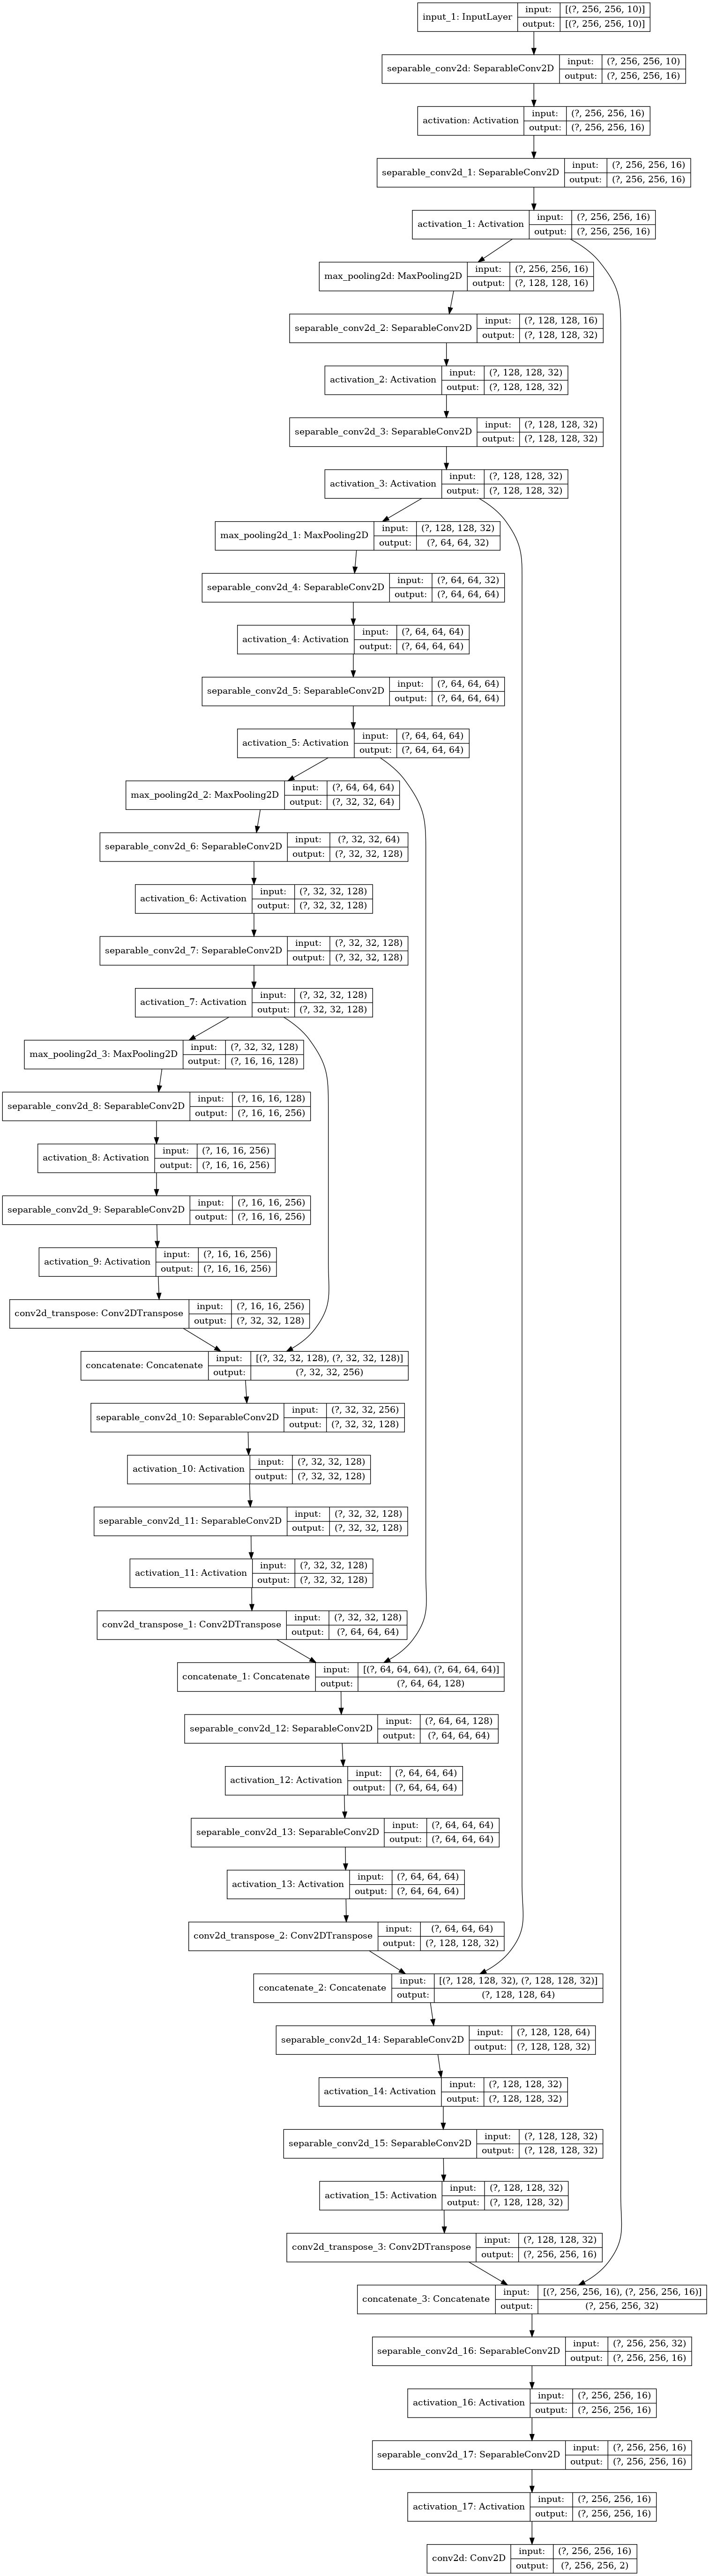 input_1: InputLayer input: [(?, 256, 256, 10)]
output: [(?, 256, 256, 10)]
separable_conv2d: SeparableConv2D input: (?, 256, 256, 10)
output: (?, 256, 256, 16)
activation: Activation input: (?, 256, 256, 16)
output: (?, 256, 256, 16)
separable_conv2d_1: SeparableConv2D input: (?, 256, 256, 16)
output: (?, 256, 256, 16)
activation_1: Activation input: (?, 256, 256, 16)
output: (?, 256, 256, 16)
max_pooling2d: MaxPooling2D input: (?, 256, 256, 16)
output: (?, 128, 128, 16)
separable_conv2d_2: SeparableConv2D input: (?, 128, 128, 16)
output: (?, 128, 128, 32)
activation_2: Activation input: (?, 128, 128, 32)
output: (?, 128, 128, 32)
separable_conv2d_3: SeparableConv2D input: (?, 128, 128, 32)
output: (?, 128, 128, 32)
activation_3: Activation input: (?, 128, 128, 32)
output: (?, 128, 128, 32)
max_pooling2d_1: MaxPooling2D input: (?, 128, 128, 32)
output: (?, 64, 64, 32)
separable_conv2d_4: SeparableConv2D input: (?, 64, 64, 32)
output: (?, 64, 64, 64)
activation_4: Activation input: (?, 64, 64, 64)
output: (?, 64, 64, 64)
separable_conv2d_5: SeparableConv2D input: (?, 64, 64, 64)
output: (?, 64, 64, 64)
activation_5: Activation input: (?, 64, 64, 64)
output: (?, 64, 64, 64)
max_pooling2d_2: MaxPooling2D input: (?, 64, 64, 64)
output: (?, 32, 32, 64)
separable_conv2d_6: SeparableConv2D input: (?, 32, 32, 64)
output: (?, 32, 32, 128)
activation_6: Activation input: (?, 32, 32, 128)
output: (?, 32, 32, 128)
separable_conv2d_7: SeparableConv2D input: (?, 32, 32, 128)
output: (?, 32, 32, 128)
activation_7: Activation input: (?, 32, 32, 128)
output: (?, 32, 32, 128)
max_pooling2d_3: MaxPooling2D input: (?, 32, 32, 128)
output: (?, 16, 16, 128)
separable_conv2d_8: SeparableConv2D input: (?, 16, 16, 128)
output: (?, 16, 16, 256)
activation_8: Activation input: (?, 16, 16, 256)
output: (?, 16, 16, 256)
separable_conv2d_9: SeparableConv2D input: (?, 16, 16, 256)
output: (?, 16, 16, 256)
activation_9: Activation input: (?, 16, 16, 256)
output: (?, 16, 16, 256)
conv2d_transpose: Conv2DTranspose input: (?, 16, 16, 256)
output: (?, 32, 32, 128)
concatenate: Concatenate input: [(?, 32, 32, 128), (?, 32, 32, 128)]
output: (?, 32, 32, 256)
separable_conv2d_10: SeparableConv2D input: (?, 32, 32, 256)
output: (?, 32, 32, 128)
activation_10: Activation input: (?, 32, 32, 128)
output: (?, 32, 32, 128)
separable_conv2d_11: SeparableConv2D input: (?, 32, 32, 128)
output: (?, 32, 32, 128)
activation_11: Activation input: (?, 32, 32, 128)
output: (?, 32, 32, 128)
conv2d_transpose_1: Conv2DTranspose input: (?, 32, 32, 128)
output: (?, 64, 64, 64)
concatenate_1: Concatenate input: [(?, 64, 64, 64), (?, 64, 64, 64)]
output: (?, 64, 64, 128)
separable_conv2d_12: SeparableConv2D input: (?, 64, 64, 128)
output: (?, 64, 64, 64)
activation_12: Activation input: (?, 64, 64, 64)
output: (?, 64, 64, 64)
separable_conv2d_13: SeparableConv2D input: (?, 64, 64, 64)
output: (?, 64, 64, 64)
activation_13: Activation input: (?, 64, 64, 64)
output: (?, 64, 64, 64)
conv2d_transpose_2: Conv2DTranspose input: (?, 64, 64, 64)
output: (?, 128, 128, 32)
concatenate_2: Concatenate input: [(?, 128, 128, 32), (?, 128, 128, 32)]
output: (?, 128, 128, 64)
separable_conv2d_14: SeparableConv2D input: (?, 128, 128, 64)
output: (?, 128, 128, 32)
activation_14: Activation input: (?, 128, 128, 32)
output: (?, 128, 128, 32)
separable_conv2d_15: SeparableConv2D input: (?, 128, 128, 32)
output: (?, 128, 128, 32)
activation_15: Activation input: (?, 128, 128, 32)
output: (?, 128, 128, 32)
conv2d_transpose_3: Conv2DTranspose input: (?, 128, 128, 32)
output: (?, 256, 256, 16)
concatenate_3: Concatenate input: [(?, 256, 256, 16), (?, 256, 256, 16)]
output: (?, 256, 256, 32)
separable_conv2d_16: SeparableConv2D input: (?, 256, 256, 32)
output: (?, 256, 256, 16)
activation_16: Activation input: (?, 256, 256, 16)
output: (?, 256, 256, 16)
separable_conv2d_17: SeparableConv2D input: (?, 256, 256, 16)
output: (?, 256, 256, 16)
activation_17: Activation input: (?, 256, 256, 16)
output: (?, 256, 256, 16)
conv2d: Conv2D input: (?, 256, 256, 16)
output: (?, 256, 256, 2)